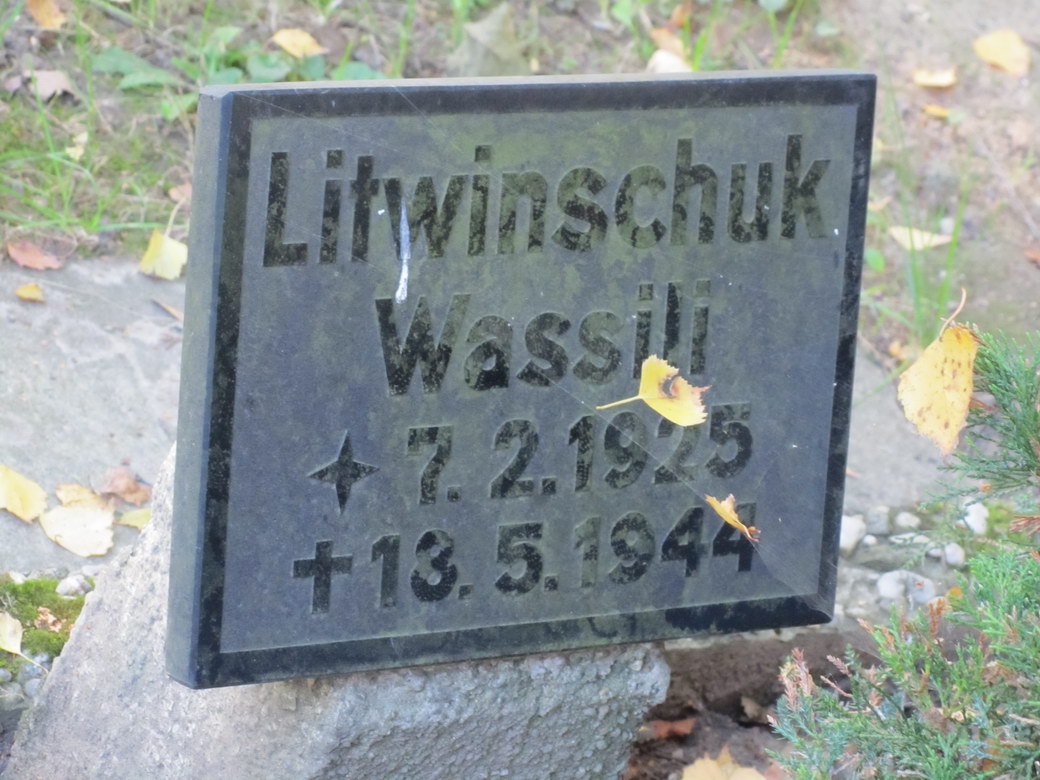 Litwinschuk
Wassili
✦ 7. 2. 1925
✝ 13. 5. 1944